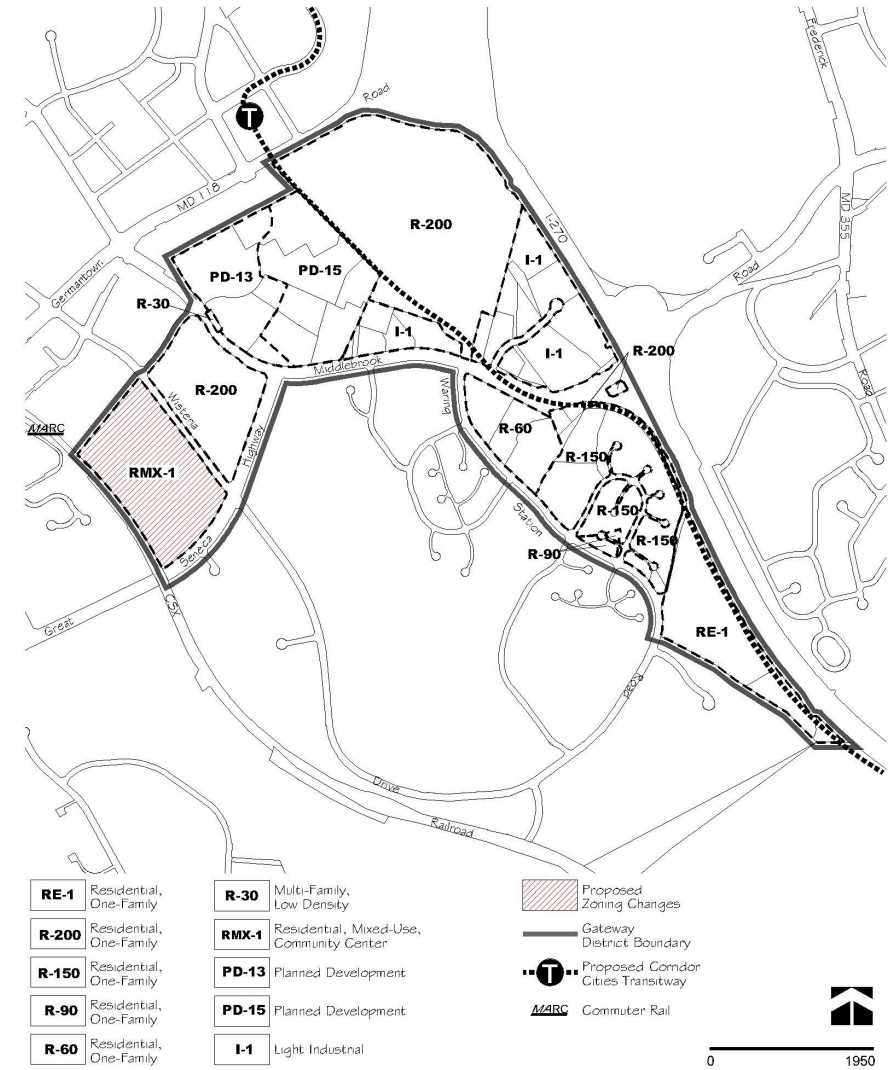 Road
Frederick
T
MD 118
MD 355
I-270
R-200
I-1
PD-13
PD-15
Road
Germantown
R-30
I-1
I-1
R-200
Middlebrook
R-200
Wisteria
Waring
Road
MARC
R-60
Highway
RMX-1
R-150
Station
R-150
Seneca
R-150
R-90
CSX
Great
RE-1
Road
Drive
Railroad
RE-1 Residential,
One-Family
R-200 Residential,
One-Family
R-150 Residential,
One-Family
R-90 Residential,
One-Family
R-60 Residential,
One-Family
R-30 Multi-Family,
Low Density
RMX-1 Residential, Mixed-Use,
Community Center
PD-13 Planned Development
PD-15 Planned Development
I-1 Light Industrial
Proposed
Zoning Changes
Gateway
District Boundary
T Proposed Corridor
Cities Transitway
MARC Commuter Rail
0 1950